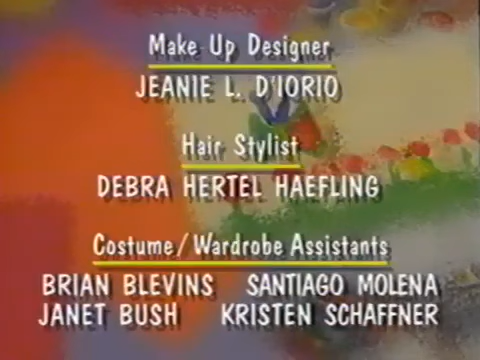 Make Up Designer
JEANIE L. D'IORIO
Hair Stylist
DEBRA HERTEL HAEFLING
Costume/Wardrobe Assistants
BRIAN BLEVINS SANTIAGO MOLENA
JANET BUSH KRISTEN SCHAFFNER